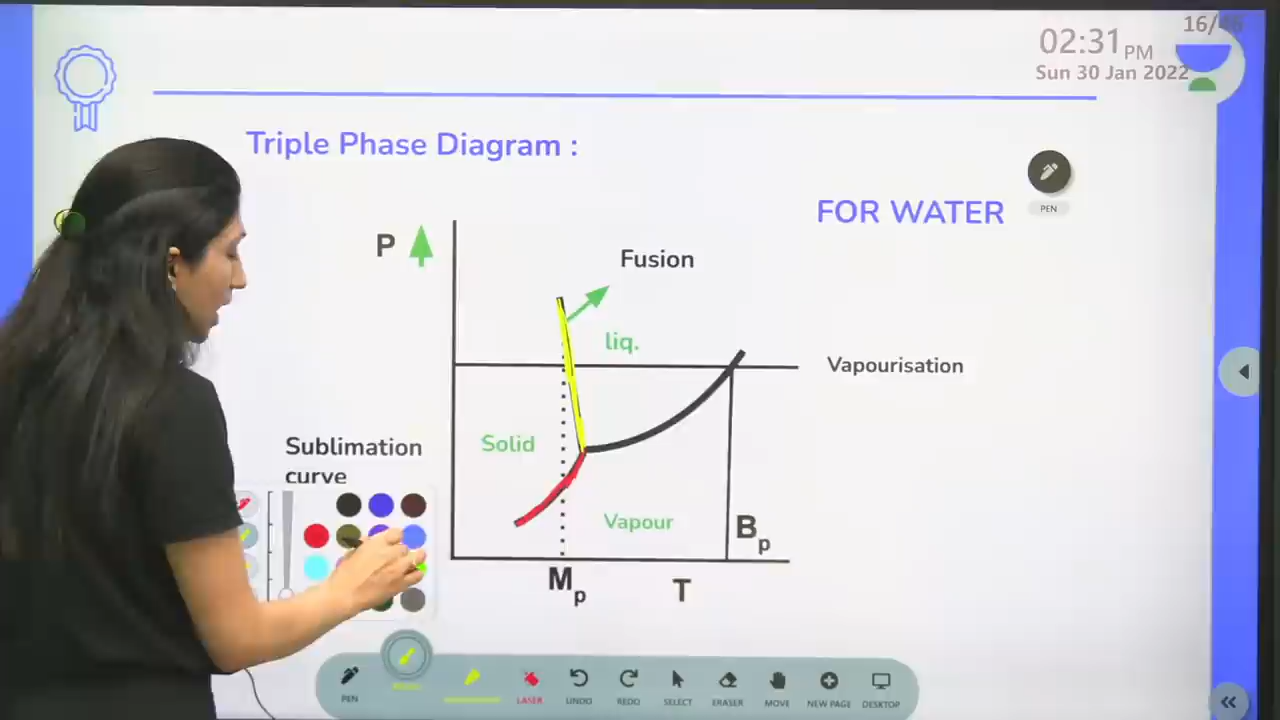 16/
02:31 PM
Sun 30 Jan 2022
Triple Phase Diagram :
PEN
FOR WATER
P
Fusion
liq.
Vapourisation
Solid
Sublimation
curve
Vapour
Bp
Mp
T
PEN
LASER
UNDO
REDO
SELECT
ERASER
MOVE
NEW PAGE
DESKTOP